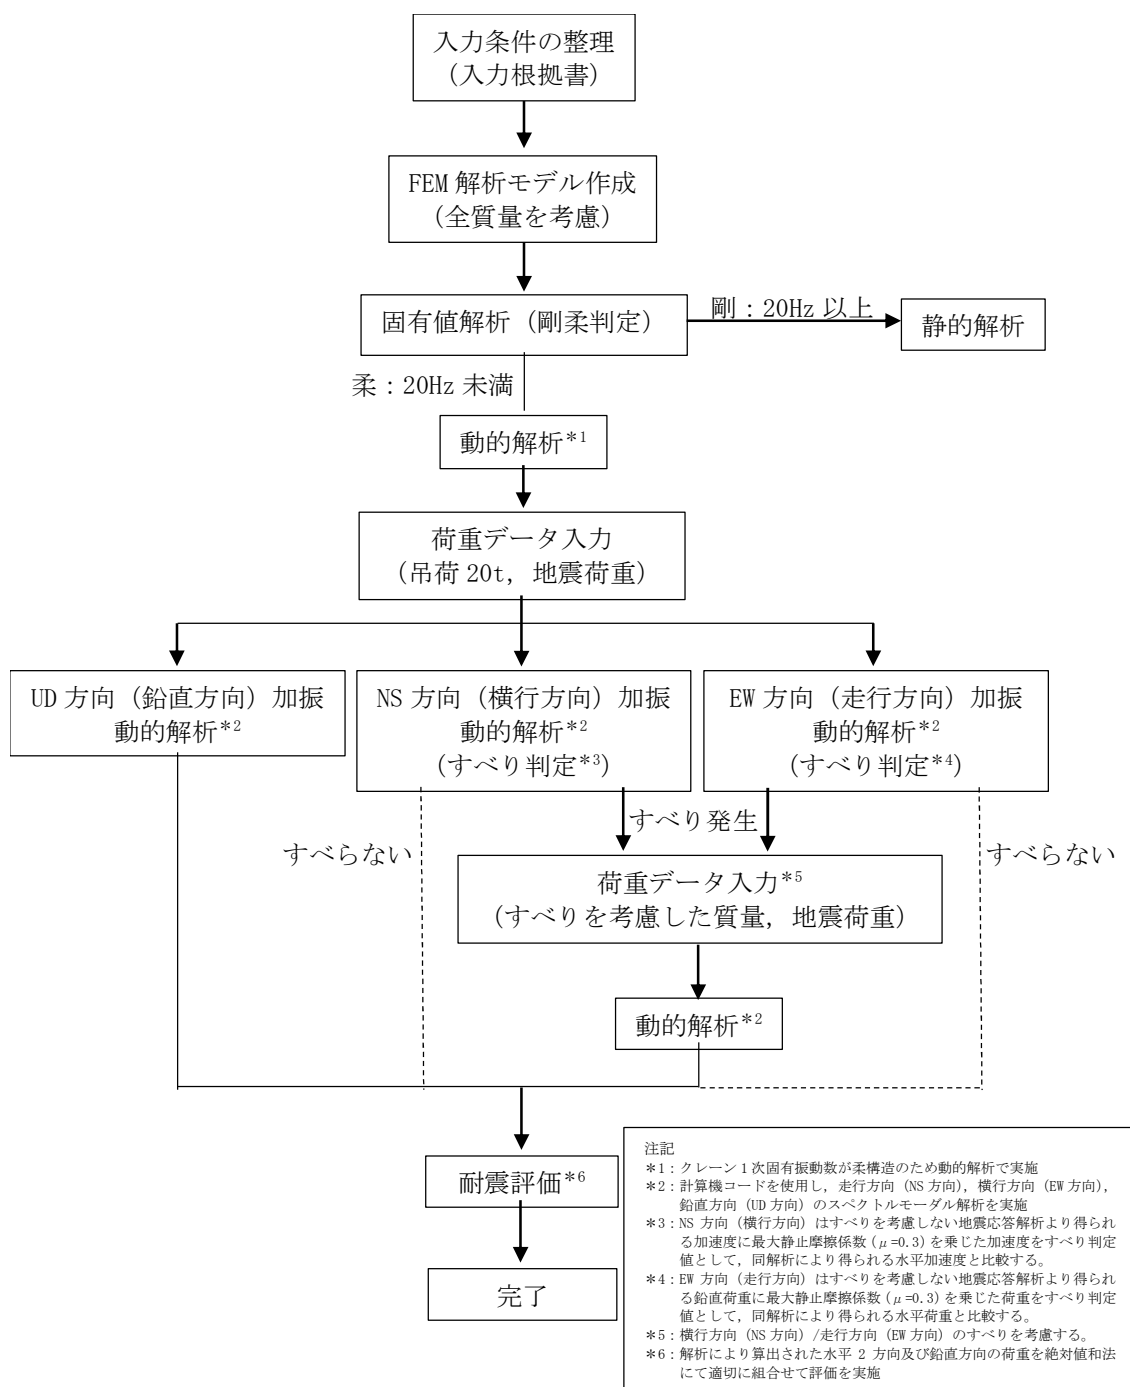 入力条件の整理
(入力根拠書)
FEM 解析モデル作成
(全質量を考慮)
固有値解析 (剛柔判定)
剛：20Hz 以上
静的解析
柔：20Hz 未満
動的解析*1
荷重データ入力
(吊荷 20t, 地震荷重)
UD 方向 (鉛直方向) 加振
動的解析*2
NS 方向 (横行方向) 加振
動的解析*2
(すべり判定*3)
EW 方向 (走行方向) 加振
動的解析*2
(すべり判定*4)
すべり発生
すべらない
すべらない
荷重データ入力*5
(すべりを考慮した質量, 地震荷重)
動的解析*2
耐震評価*6
完了
注記
*1：クレーン1次固有振動数が柔構造のため動的解析で実施
*2：計算機コードを使用し, 走行方向 (NS 方向), 横行方向 (EW 方向),
鉛直方向 (UD 方向) のスペクトルモーダル解析を実施
*3：NS 方向 (横行方向) はすべりを考慮しない地震応答解析より得られ
る加速度に最大静止摩擦係数 (μ=0.3) を乗じた加速度をすべり判定
値として, 同解析により得られる水平加速度と比較する。
*4：EW 方向 (走行方向) はすべりを考慮しない地震応答解析より得られ
る鉛直荷重に最大静止摩擦係数 (μ=0.3) を乗じた荷重をすべり判定
値として, 同解析により得られる水平荷重と比較する。
*5：横行方向 (NS 方向) /走行方向 (EW 方向) のすべりを考慮する。
*6：解析により算出された水平 2 方向及び鉛直方向の荷重を絶対値和法
にて適切に組合せて評価を実施